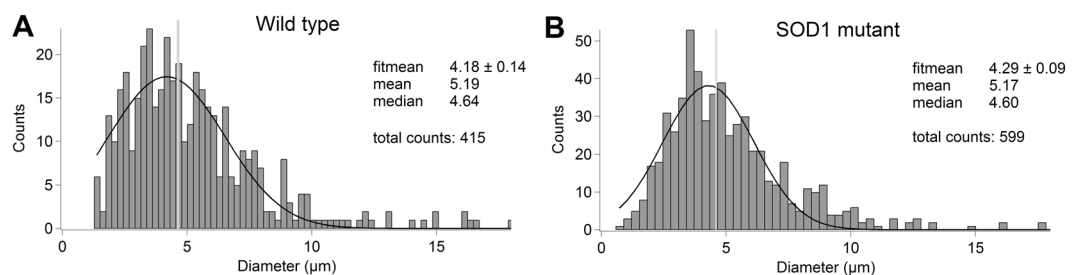 A
Wild type
fitmean 4.18 ± 0.14
mean 5.19
median 4.64
total counts: 415
Counts
20
15
10
5
0
0 5 10 15
Diameter (µm)
B
SOD1 mutant
fitmean 4.29 ± 0.09
mean 5.17
median 4.60
total counts: 599
Counts
50
40
30
20
10
0
0 5 10 15
Diameter (µm)